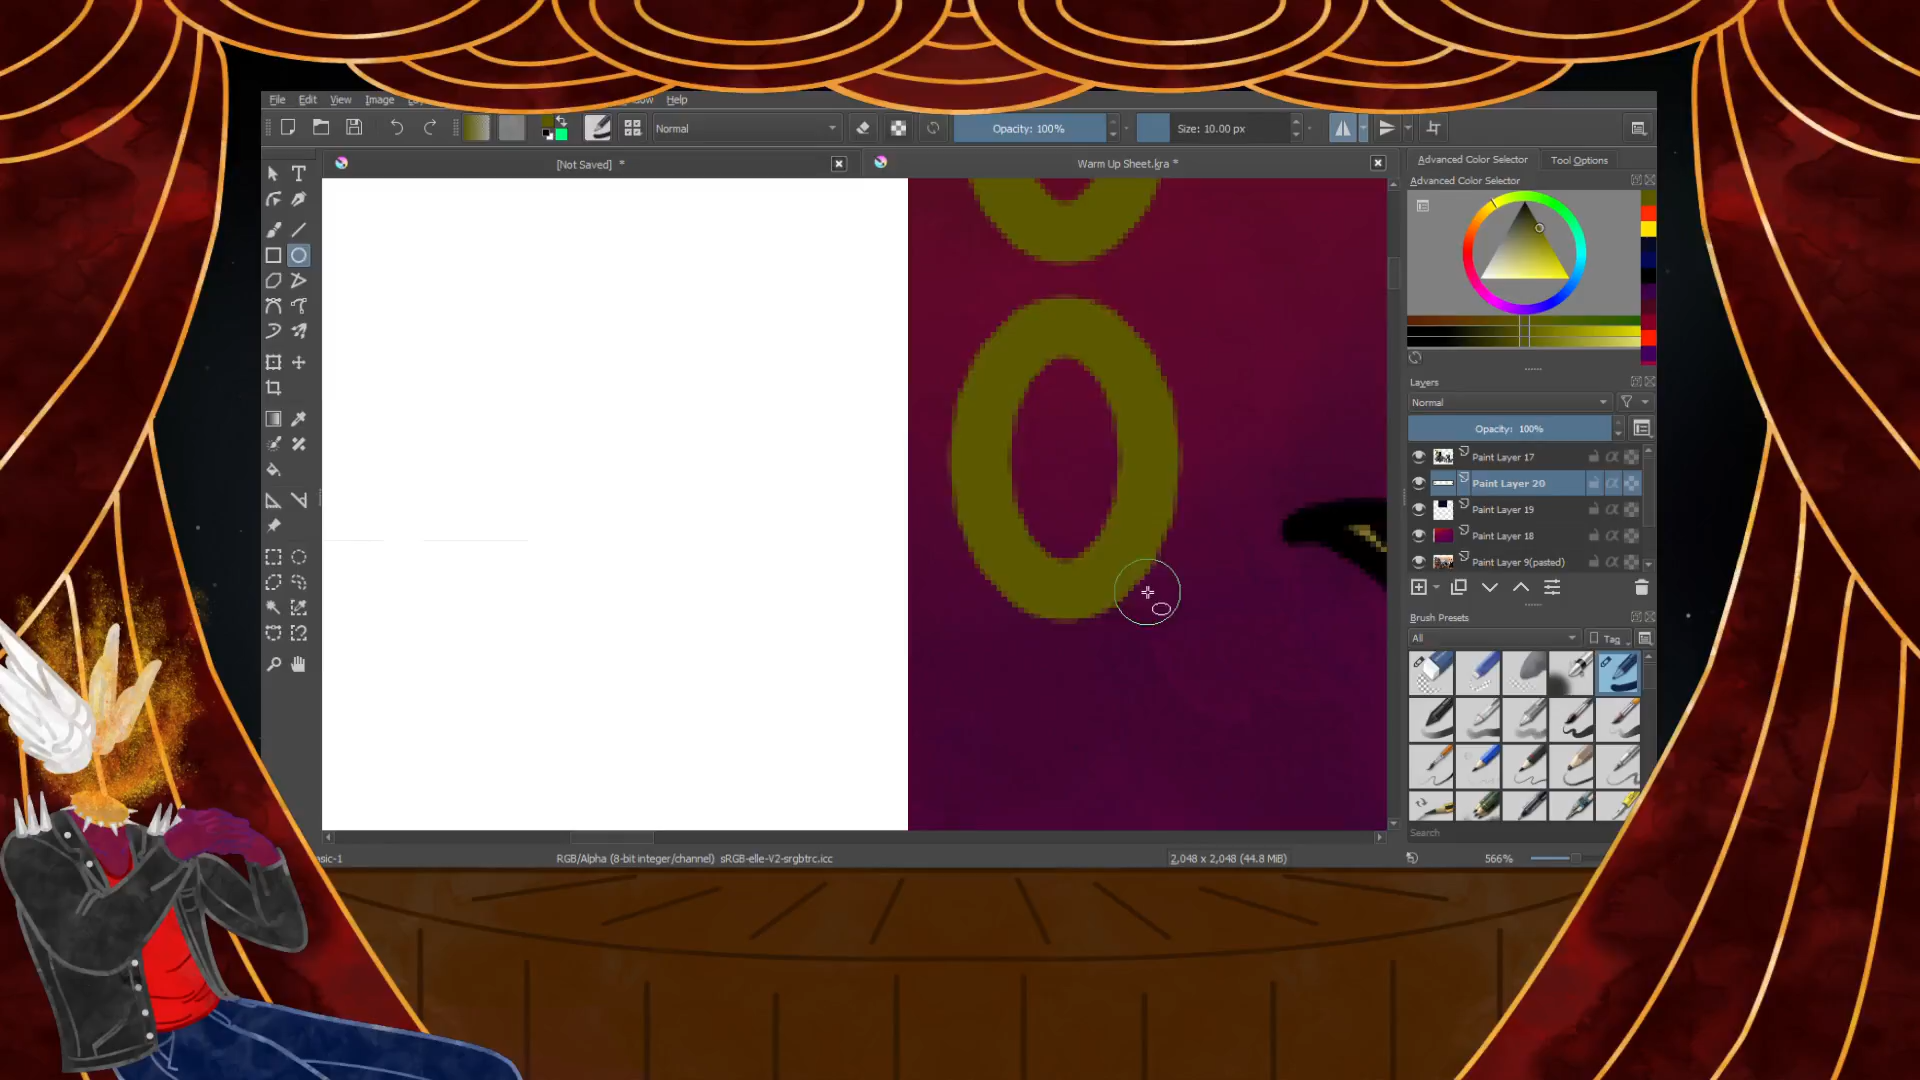 File Edit View Image Help
Normal
Opacity: 100%
Size: 10.00 px
[Not Saved] *
Warm Up Sheet.kra *
Advanced Color Selector
Tool Options
Advanced Color Selector
Layers
Normal
Opacity: 100%
Paint Layer 17
Paint Layer 20
Paint Layer 19
Paint Layer 18
Paint Layer 9(pasted)
Brush Presets
All
Tag
Search
RGB/Alpha (8-bit integer/channel) sRGB-elle-V2-srgbtrc.icc
2,048 x 2,048 (44.8 MiB)
566%